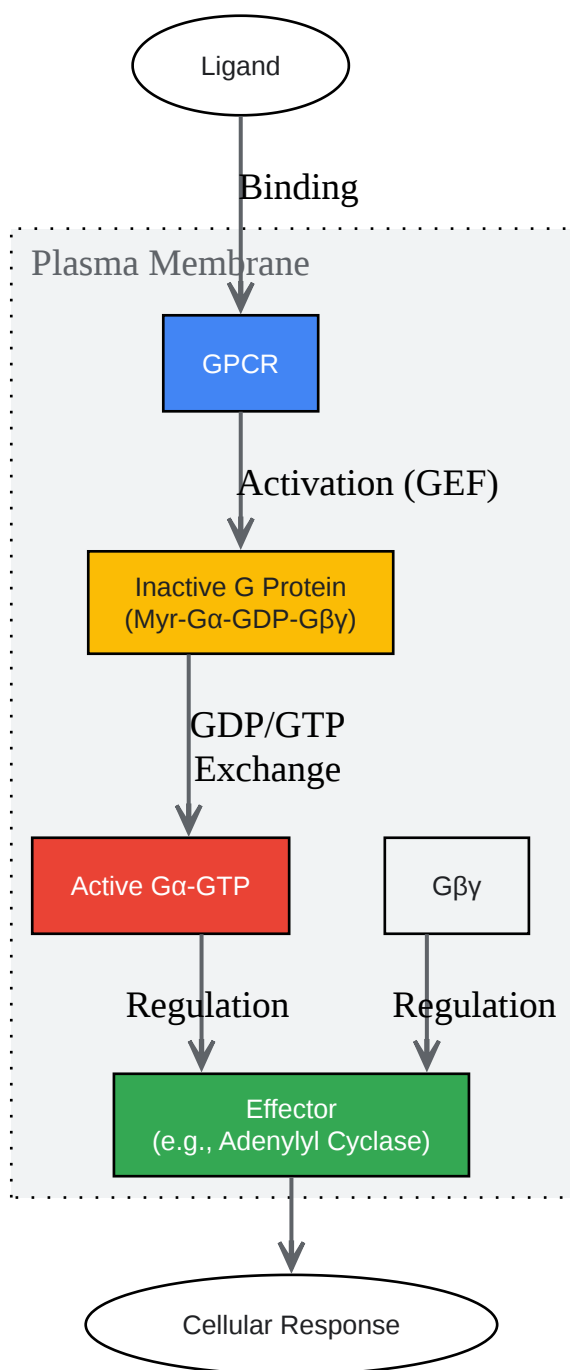 Ligand
Binding
Plasma Membrane
GPCR
Activation (GEF)
Inactive G Protein
(Myr-Gα-GDP-Gβγ)
GDP/GTP
Exchange
Active Gα-GTP
Gβγ
Regulation
Regulation
Effector
(e.g., Adenylyl Cyclase)
Cellular Response